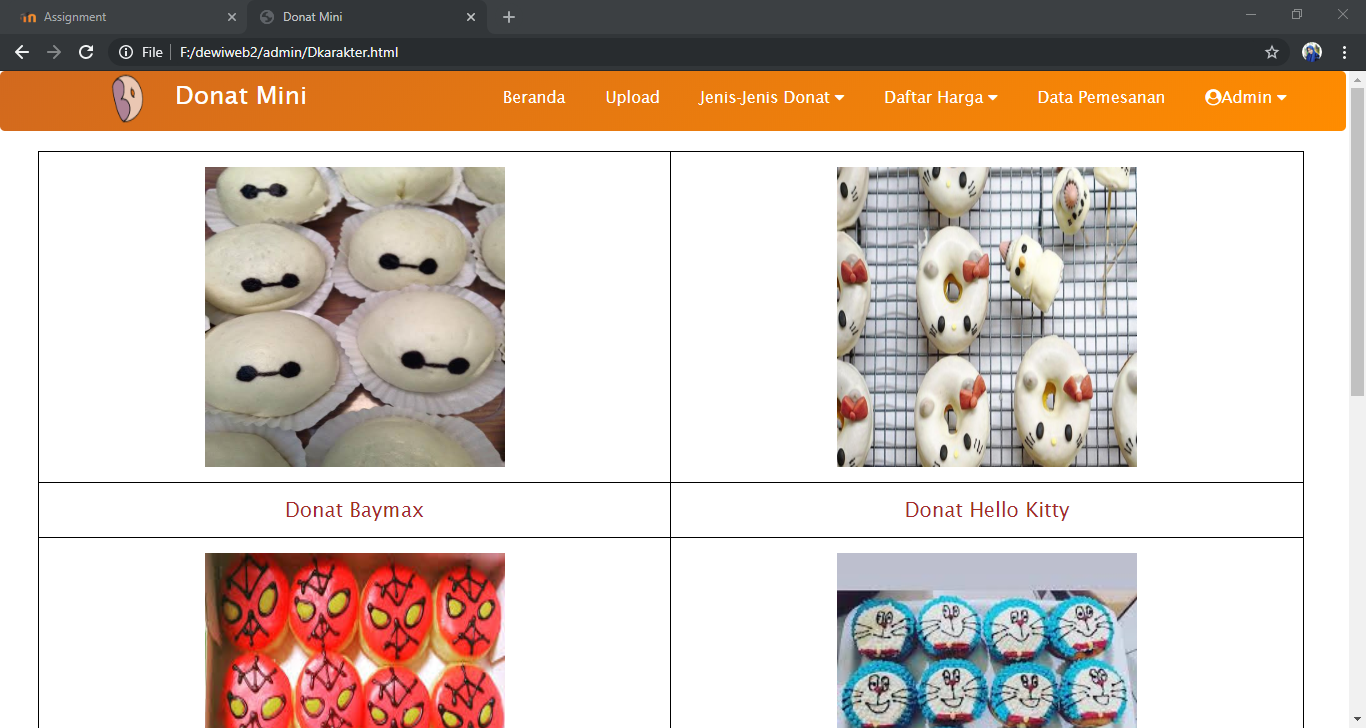 Assignment
Donat Mini
File
F:/dewiweb2/admin/Dkarakter.html
Donat Mini
Beranda
Upload
Jenis-Jenis Donat
Daftar Harga
Data Pemesanan
Admin
Donat Baymax
Donat Hello Kitty